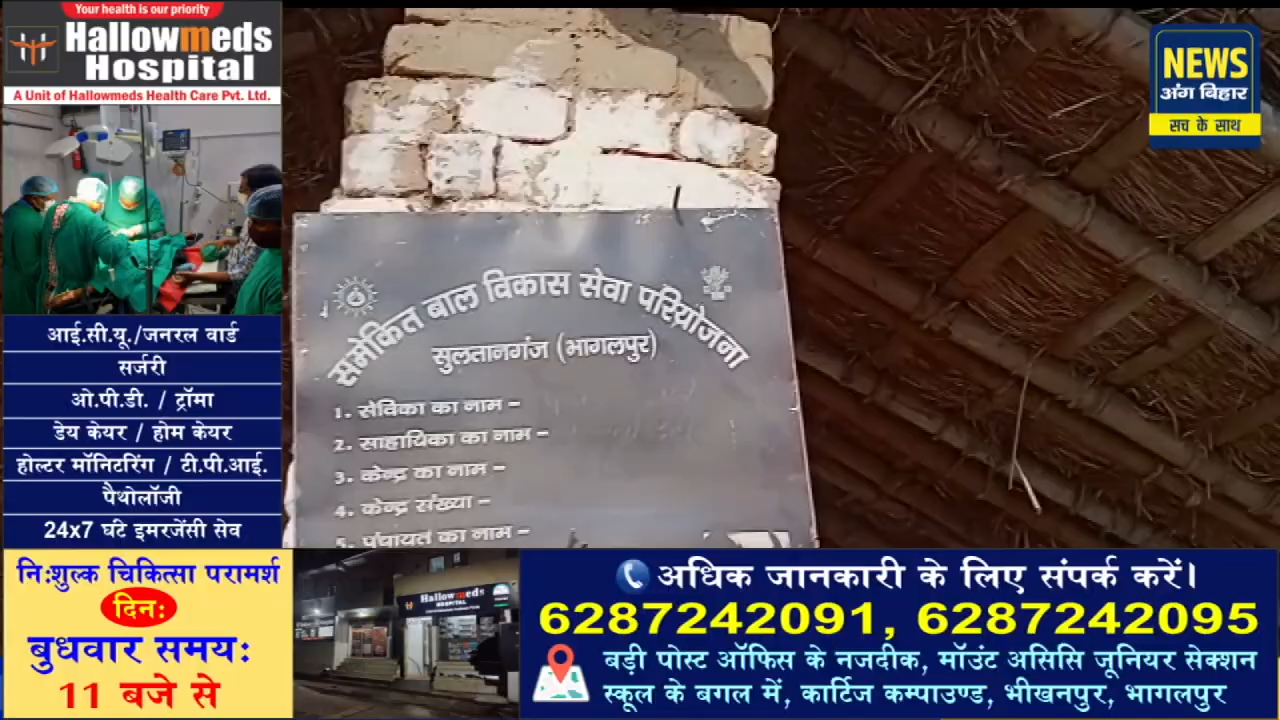 Your health is our priority
Hallowmeds
Hospital
A Unit of Hallowmeds Health Care Pvt. Ltd.
NEWS
अंग बिहार
सच के साथ
समेकित बाल विकास सेवा परियोजना
सुलतानगंज (भागलपुर)
1. सेविका का नाम -
2. साहायिका का नाम -
3. केन्द्र का नाम -
4. केन्द्र संख्या -
5. पंचायत का नाम -
आई.सी.यू./जनरल वार्ड
सर्जरी
ओ.पी.डी. / ट्रॉमा
डेय केयर / होम केयर
होल्टर मॉनिटरिंग / टी.पी.आई.
पैथोलॉजी
24x7 घंटे इमरजेंसी सेव
निःशुल्क चिकित्सा परामर्श
दिनः
बुधवार समयः
11 बजे से
Hallowmeds
HOSPITAL
अधिक जानकारी के लिए संपर्क करें।
6287242091, 6287242095
बड़ी पोस्ट ऑफिस के नजदीक, मॉउंट असिसि जूनियर सेक्शन
स्कूल के बगल में, कार्टिज कम्पाउण्ड, भीखनपुर, भागलपुर